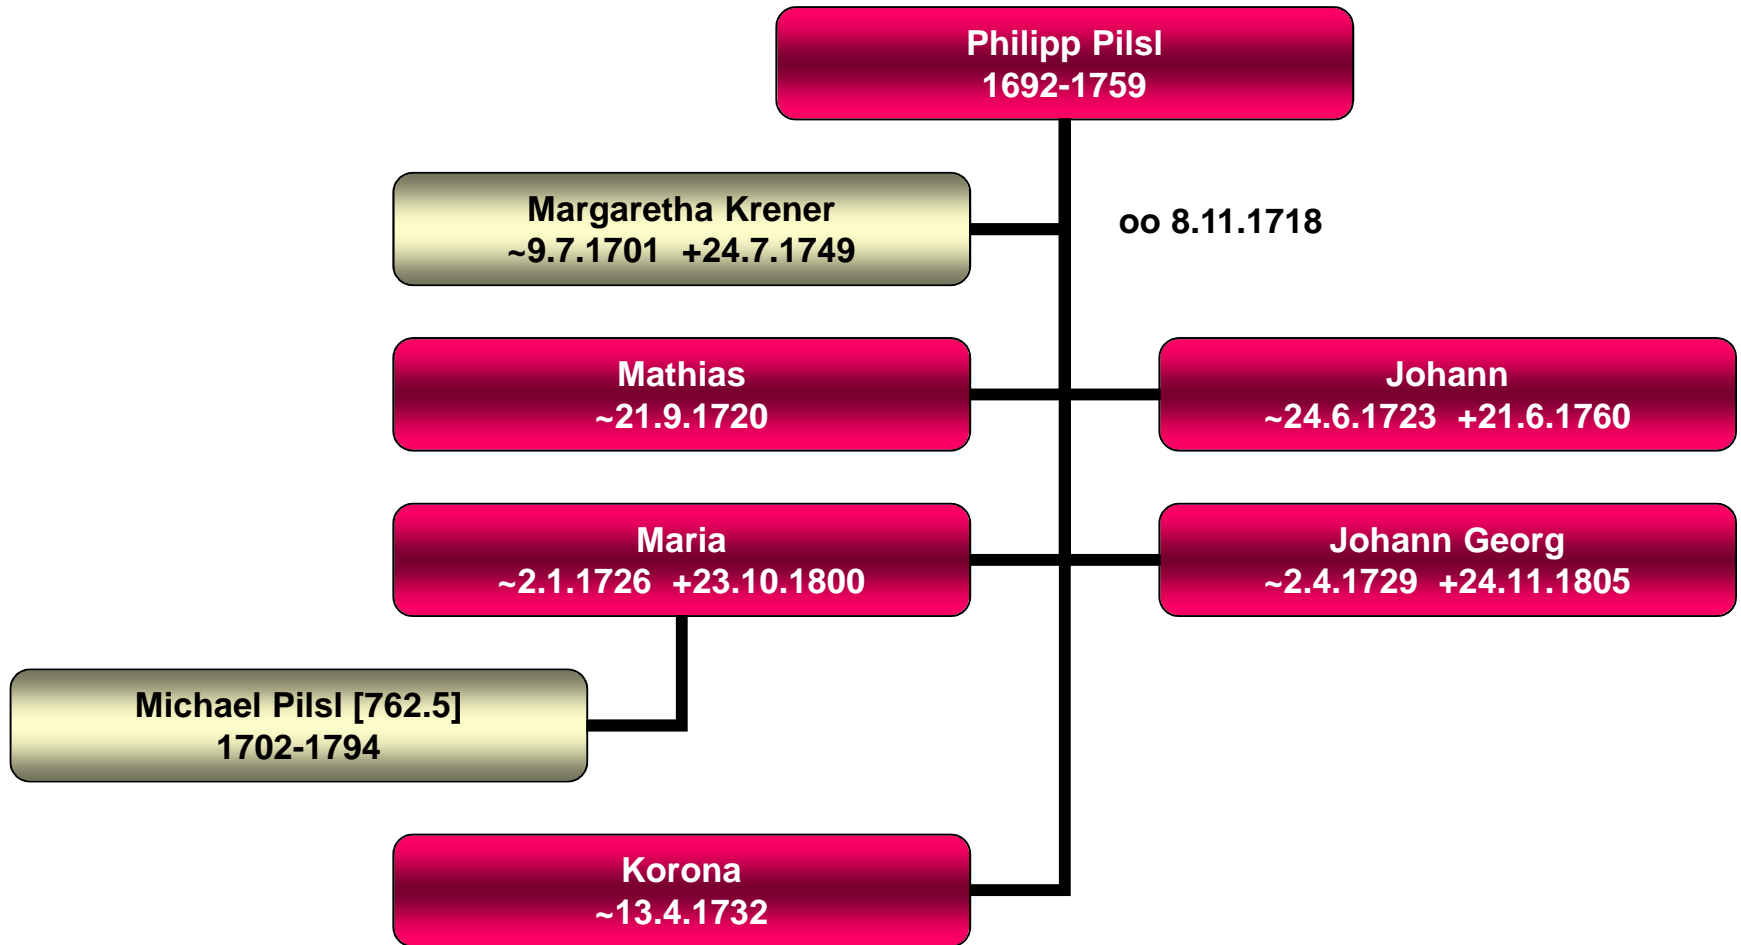 Philipp Pilsl
1692-1759
Margaretha Krener
~9.7.1701  +24.7.1749
oo 8.11.1718
Mathias
~21.9.1720
Johann
~24.6.1723  +21.6.1760
Maria
~2.1.1726  +23.10.1800
Johann Georg
~2.4.1729  +24.11.1805
Michael Pilsl [762.5]
1702-1794
Korona
~13.4.1732